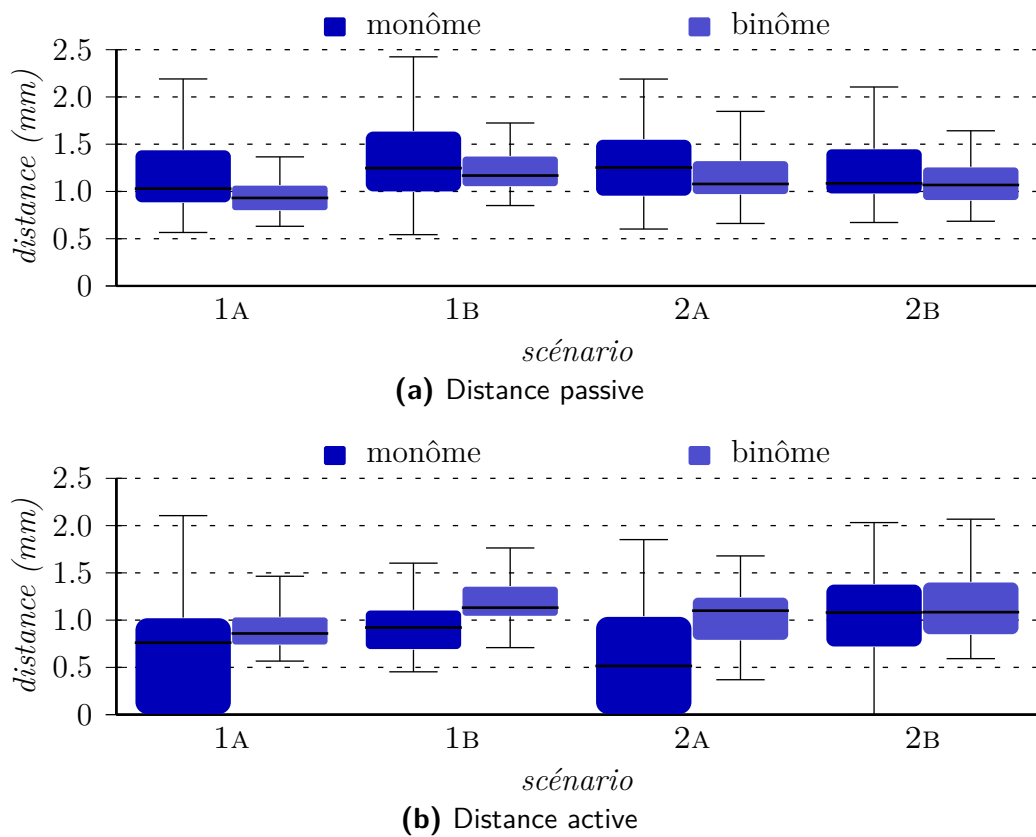 monôme binôme
distance (mm)
2.5
2.0
1.5
1.0
0.5
0
1A 1B 2A 2B
scénario
(a) Distance passive
monôme binôme
distance (mm)
2.5
2.0
1.5
1.0
0.5
0
1A 1B 2A 2B
scénario
(b) Distance active